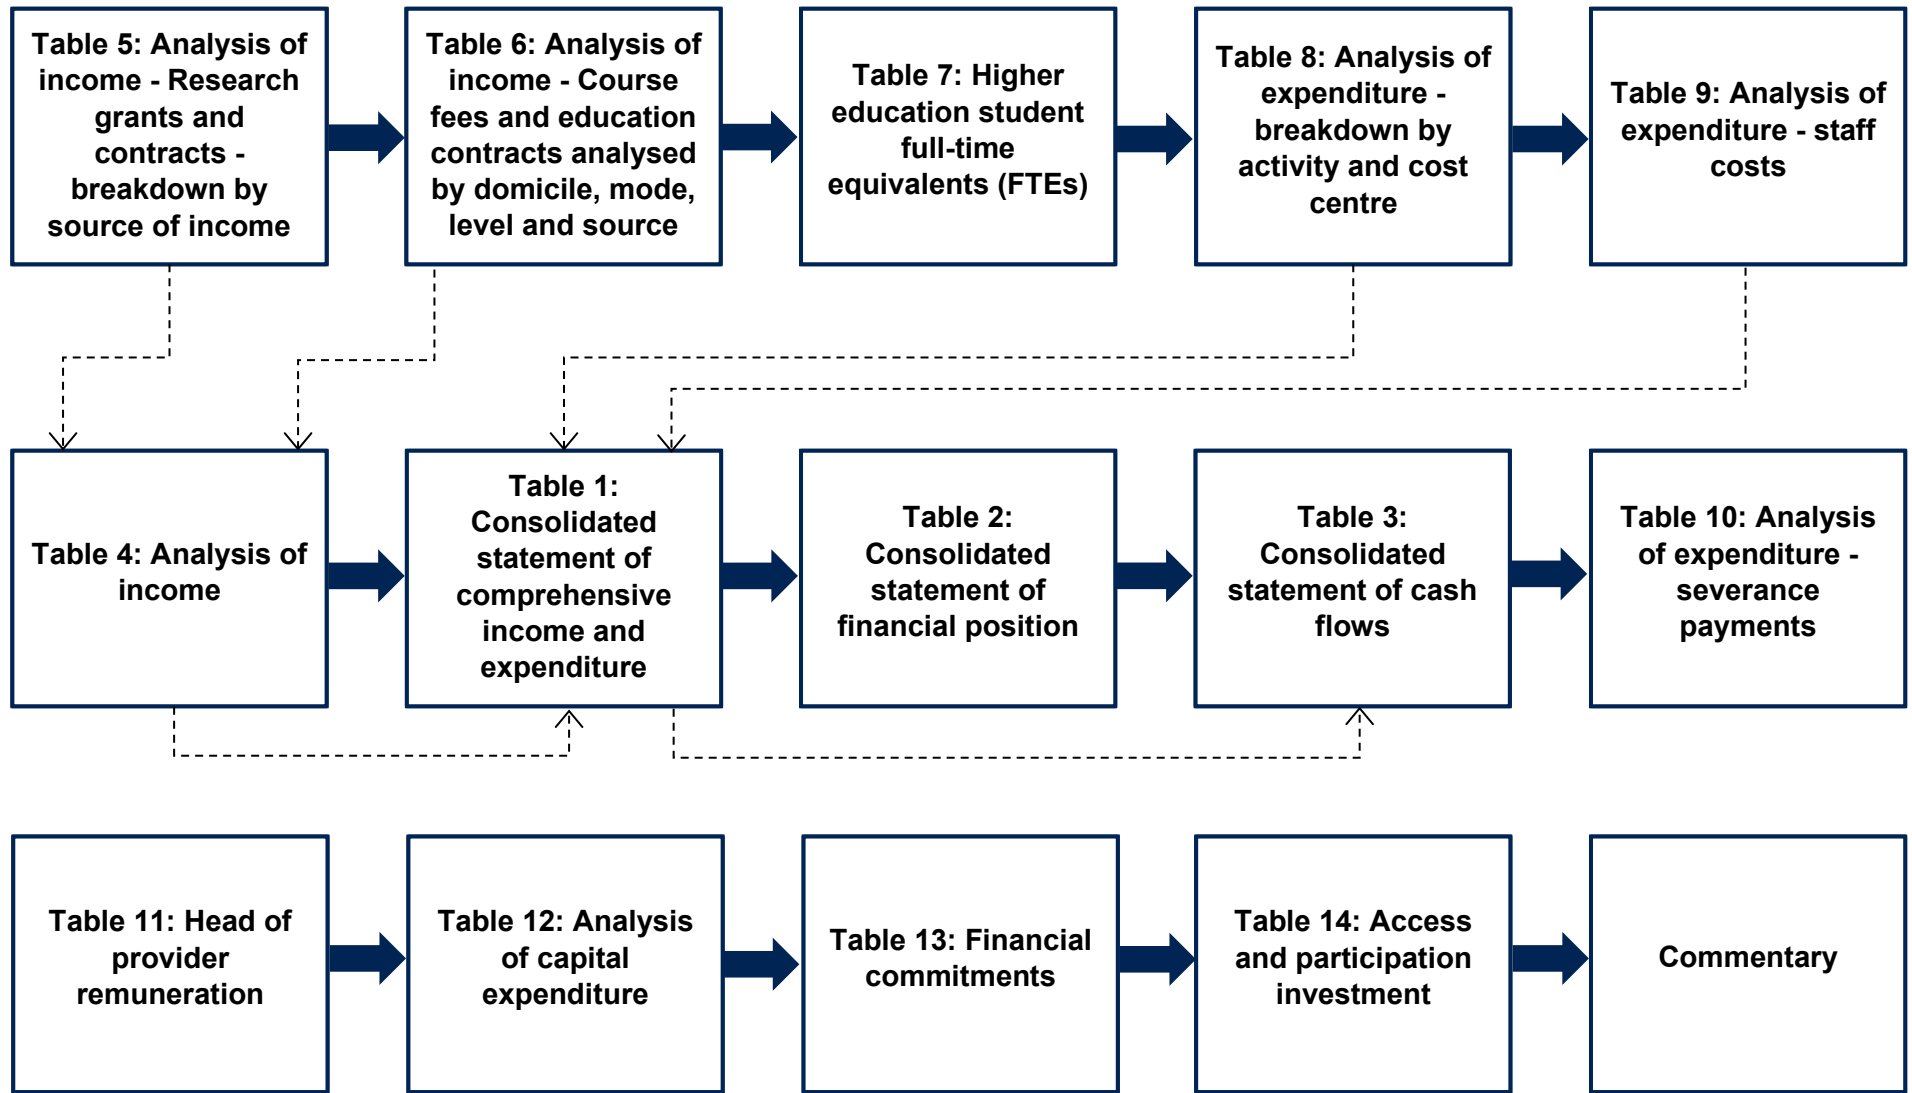 Table 5: Analysis of
income - Research
grants and
contracts -
breakdown by
source of income
Table 6: Analysis of
income - Course
fees and education
contracts analysed
by domicile, mode,
level and source
Table 7: Higher
education student
full-time
equivalents (FTEs)
Table 8: Analysis of
expenditure -
breakdown by
activity and cost
centre
Table 9: Analysis of
expenditure - staff
costs
Table 4: Analysis of
income
Table 1:
Consolidated
statement of
comprehensive
income and
expenditure
Table 2:
Consolidated
statement of
financial position
Table 3:
Consolidated
statement of cash
flows
Table 10: Analysis
of expenditure -
severance
payments
Table 11: Head of
provider
remuneration
Table 12: Analysis
of capital
expenditure
Table 13: Financial
commitments
Table 14: Access
and participation
investment
Commentary